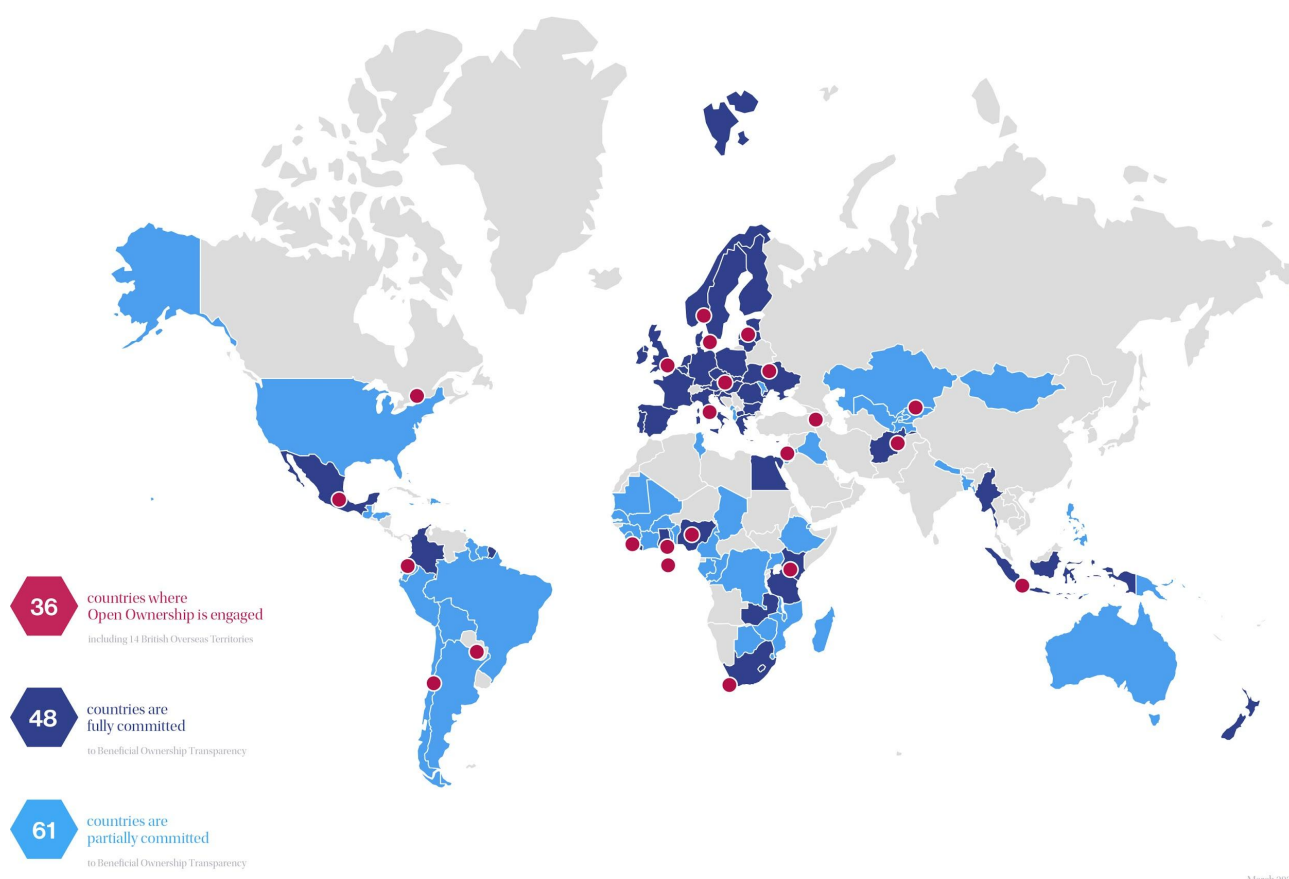 36
countries where
Open Ownership is engaged
including 14 British Overseas Territories
48
countries are
fully committed
to Beneficial Ownership Transparency
61
countries are
partially committed
to Beneficial Ownership Transparency